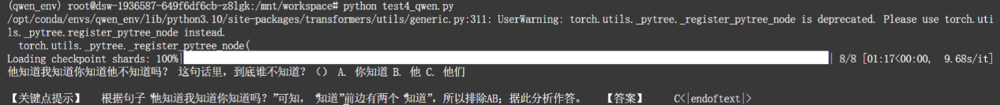 (qwen_env) root@dsw-1936587-649f6df6cb-z8lgk:/mnt/workspace# python test4_qwen.py
/opt/conda/envs/qwen_env/lib/python3.10/site-packages/transformers/utils/generic.py:311: UserWarning: torch.utils._pytree._register_pytree_node is deprecated. Please use torch.uti
ls._pytree.register_pytree_node instead.
  torch.utils._pytree._register_pytree_node(
Loading checkpoint shards: 100%| | 8/8 [01:17<00:00, 9.68s/it]
他知道我知道你知道他不知道吗？ 这句话里，到底谁不知道？（） A. 你知道 B. 他 C. 他们
【关键点提示】 根据句子“他知道我知道你知道吗？”可知， “知道”前边有两个“知道”，所以排除AB；据此分析作答。 【答案】 C<|endoftext|>